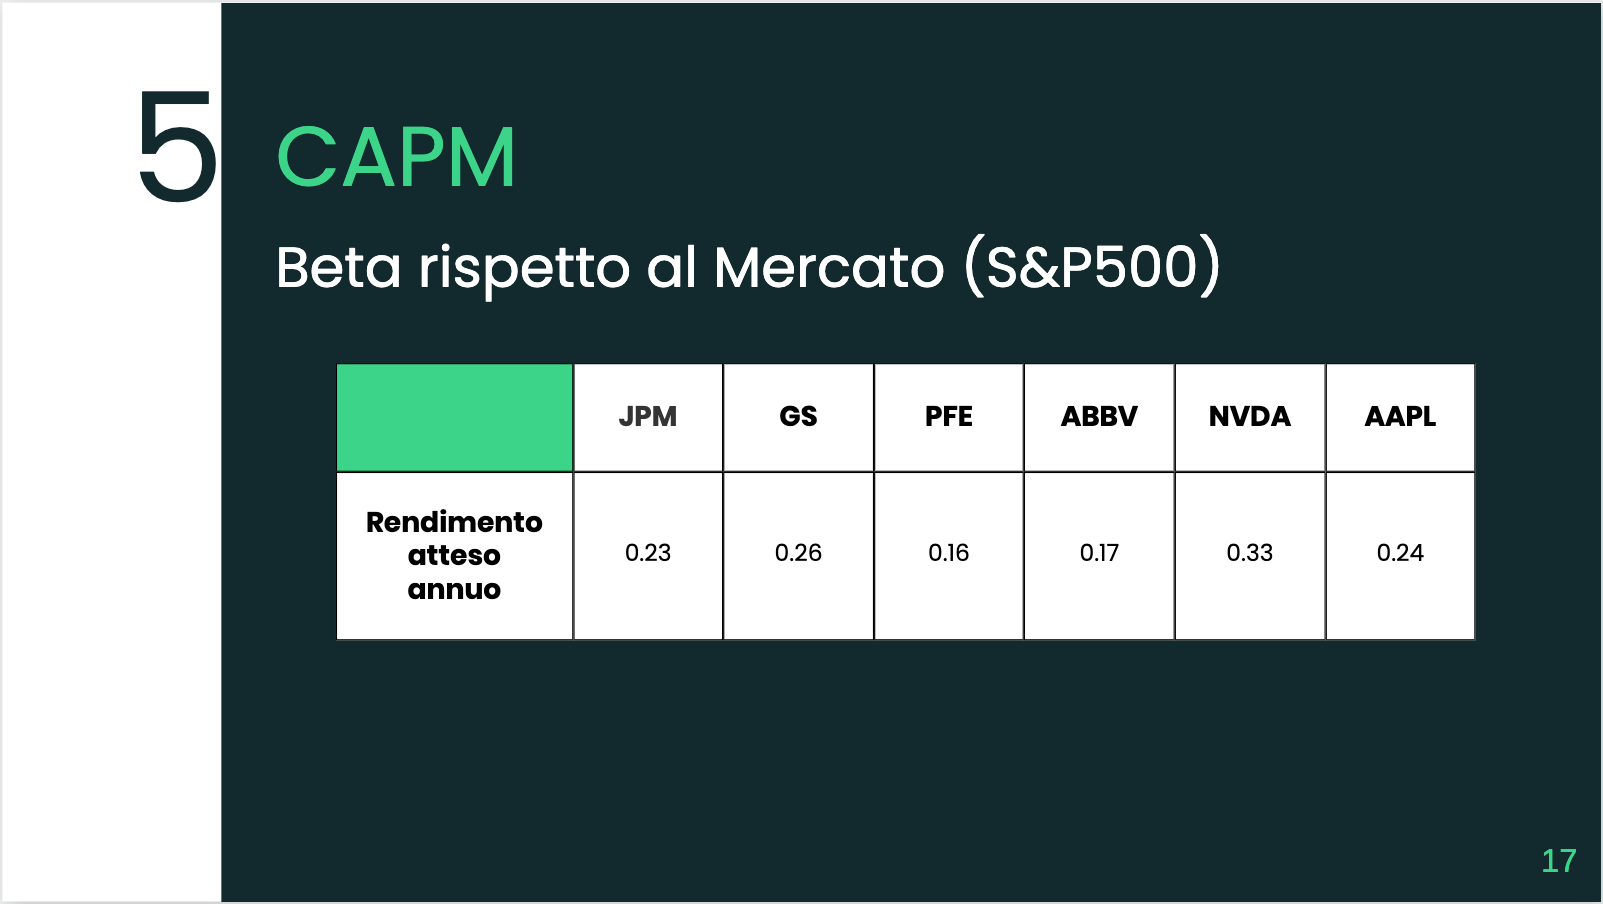 5
CAPM
Beta rispetto al Mercato (S&P500)
JPM GS PFE ABBV NVDA AAPL
Rendimento
atteso
annuo
0.23 0.26 0.16 0.17 0.33 0.24
17